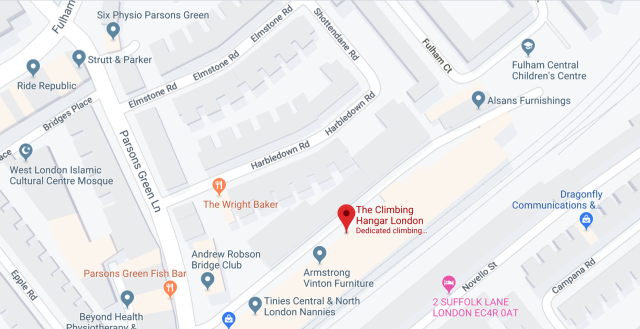 Fulham
Six Physio Parsons Green
Strutt & Parker
Ride Republic
Elmstone Rd
Shottendane Rd
Fulham Ct
Fulham Central
Children's Centre
Alsans Furnishings
Elmstone Rd
Bridges Place
ace
Harbledown Rd
West London Islamic
Cultural Centre Mosque
Parsons Green Ln
Harbledown Rd
The Wright Baker
The Climbing
Hangar London
Dedicated climbing...
Dragonfly
Communications &
Andrew Robson
Bridge Club
Parsons Green Fish Bar
Armstrong
Vinton Furniture
Novello St
Campana Rd
Epple Rd
2 SUFFOLK LANE
LONDON EC4R 0AT
Tinies Central & North
London Nannies
Beyond Health
Physiotherapy &